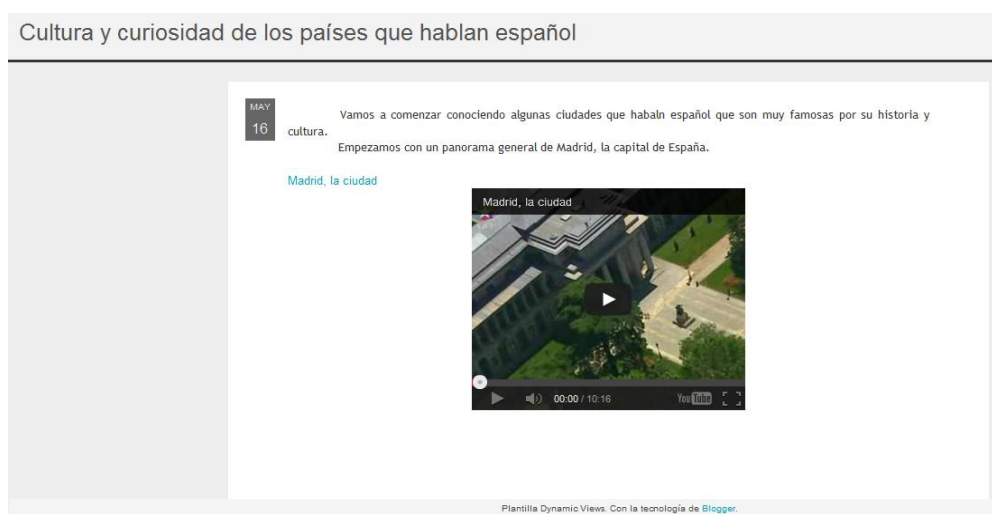 Cultura y curiosidad de los países que hablan español
MAY
16
Vamos a comenzar conociendo algunas ciudades que habaln español que son muy famosas por su historia y
cultura.
Empezamos con un panorama general de Madrid, la capital de España.
Madrid, la ciudad
Madrid, la ciudad
00:00 / 10:16
YouTube
Plantilla Dynamic Views. Con la tecnología de Blogger.